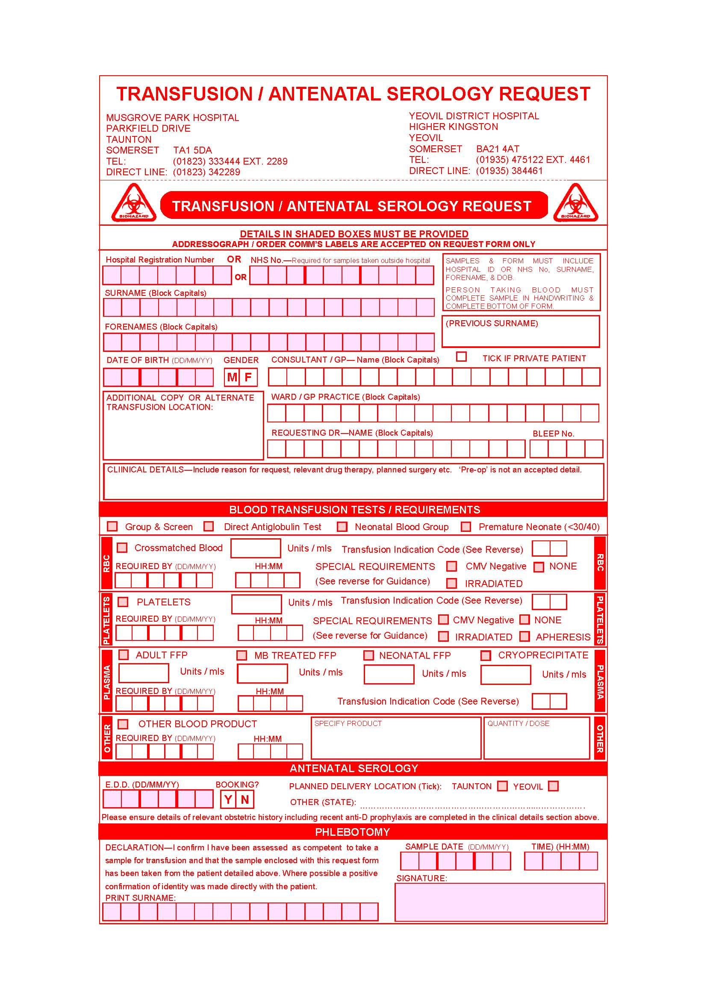 TRANSFUSION / ANTENATAL SEROLOGY REQUEST
MUSGROVE PARK HOSPITAL
PARKFIELD DRIVE
TAUNTON
SOMERSET TA1 5DA
TEL: (01823) 333444 EXT. 2289
DIRECT LINE: (01823) 342289
YEOVIL DISTRICT HOSPITAL
HIGHER KINGSTON
YEOVIL
SOMERSET BA21 4AT
TEL: (01935) 475122 EXT. 4461
DIRECT LINE: (01935) 384461
BIOHAZARD
TRANSFUSION / ANTENATAL SEROLOGY REQUEST
BIOHAZARD
DETAILS IN SHADED BOXES MUST BE PROVIDED
ADDRESSOGRAPH / ORDER COMM'S LABELS ARE ACCEPTED ON REQUEST FORM ONLY
Hospital Registration Number OR NHS No.—Required for samples taken outside hospital
OR
SAMPLES & FORM MUST INCLUDE
HOSPITAL ID OR NHS No, SURNAME,
FORENAME, & DOB.
PERSON TAKING BLOOD MUST
COMPLETE SAMPLE IN HANDWRITING &
COMPLETE BOTTOM OF FORM.
SURNAME (Block Capitals)
(PREVIOUS SURNAME)
FORENAMES (Block Capitals)
DATE OF BIRTH (DD/MM/YY) GENDER CONSULTANT / GP— Name (Block Capitals) TICK IF PRIVATE PATIENT
M F
ADDITIONAL COPY OR ALTERNATE
TRANSFUSION LOCATION:
WARD / GP PRACTICE (Block Capitals)
REQUESTING DR—NAME (Block Capitals) BLEEP No.
CLIINICAL DETAILS—Include reason for request, relevant drug therapy, planned surgery etc. 'Pre-op' is not an accepted detail.
BLOOD TRANSFUSION TESTS / REQUIREMENTS
Group & Screen Direct Antiglobulin Test Neonatal Blood Group Premature Neonate (<30/40)
RBC
Crossmatched Blood Units / mls Transfusion Indication Code (See Reverse)
REQUIRED BY (DD/MM/YY) HH:MM SPECIAL REQUIREMENTS CMV Negative NONE
(See reverse for Guidance) IRRADIATED
RBC
PLATELETS
PLATELETS Units / mls Transfusion Indication Code (See Reverse)
REQUIRED BY (DD/MM/YY) HH:MM SPECIAL REQUIREMENTS CMV Negative NONE
(See reverse for Guidance) IRRADIATED APHERESIS
PLATELETS
PLASMA
ADULT FFP MB TREATED FFP NEONATAL FFP CRYOPRECIPITATE
Units / mls Units / mls Units / mls Units / mls
REQUIRED BY (DD/MM/YY) HH:MM
Transfusion Indication Code (See Reverse)
PLASMA
OTHER
OTHER BLOOD PRODUCT SPECIFY PRODUCT QUANTITY / DOSE
REQUIRED BY (DD/MM/YY) HH:MM
OTHER
ANTENATAL SEROLOGY
E.D.D. (DD/MM/YY) BOOKING? PLANNED DELIVERY LOCATION (Tick): TAUNTON YEOVIL
Y N
OTHER (STATE): ................................................................
Please ensure details of relevant obstetric history including recent anti-D prophylaxis are completed in the clinical details section above.
PHLEBOTOMY
DECLARATION—I confirm I have been assessed as competent to take a
sample for transfusion and that the sample enclosed with this request form
has been taken from the patient detailed above. Where possible a positive
confirmation of identity was made directly with the patient.
PRINT SURNAME:
SAMPLE DATE (DD/MM/YY) TIME) (HH:MM)
SIGNATURE: